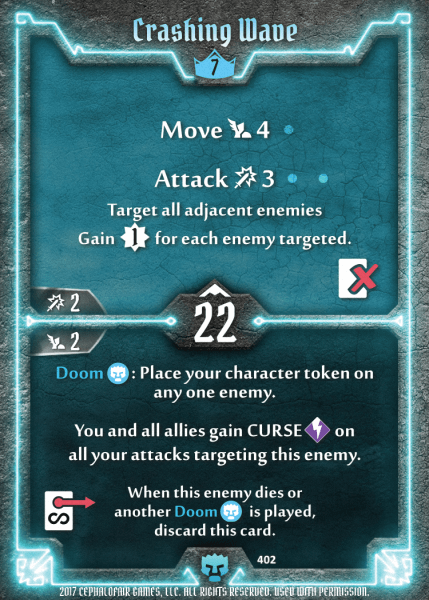 Crashing Wave
7
Move 4
Attack 3
Target all adjacent enemies
Gain 1 for each enemy targeted.
2
22
2
Doom : Place your character token on
any one enemy.
You and all allies gain CURSE on
all your attacks targeting this enemy.
When this enemy dies or
another Doom is played,
discard this card.
402
2017 CEPHALOFAIR GAMES, LLC. ALL RIGHTS RESERVED. USED WITH PERMISSION.